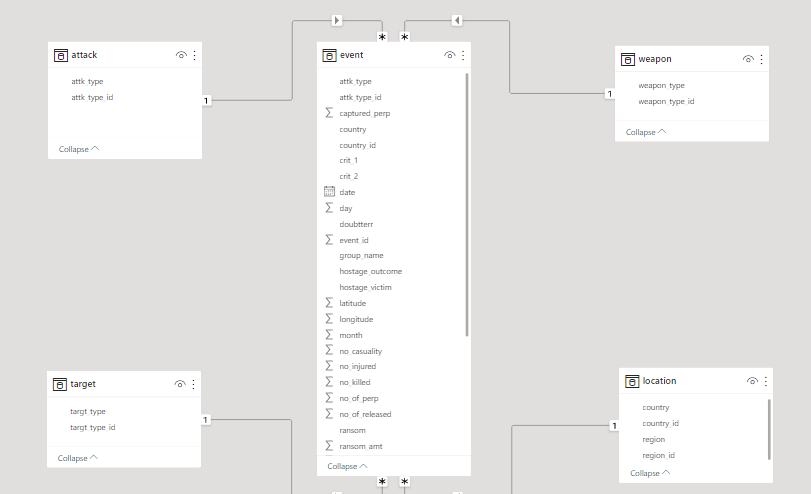 attack
attk_type
attk_type_id
Collapse
1
event
attk_type
attk_type_id
captured_perp
country
country_id
crit_1
crit_2
date
day
doubtterr
event_id
group_name
hostage_outcome
hostage_victim
latitude
longitude
month
no_casuality
no_injured
no_killed
no_of_perp
no_of_released
ransom
ransom_amt
Collapse
*
*
*
*
weapon
weapon_type
weapon_type_id
Collapse
1
target
targt_type
targt_type_id
Collapse
1
location
country
country_id
region
region_id
Collapse
1